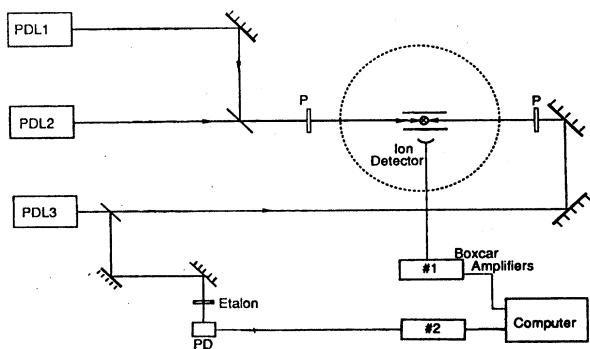 PDL1
PDL2
P
P
Ion
Detector
PDL3
Boxcar
Amplifiers
#1
Etalon
PD
#2
Computer